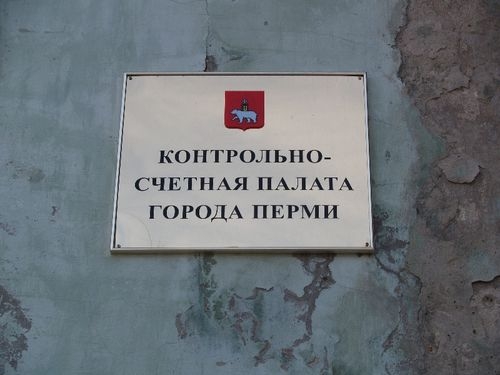 КОНТРОЛЬНО-
СЧЕТНАЯ ПАЛАТА
ГОРОДА ПЕРМИ